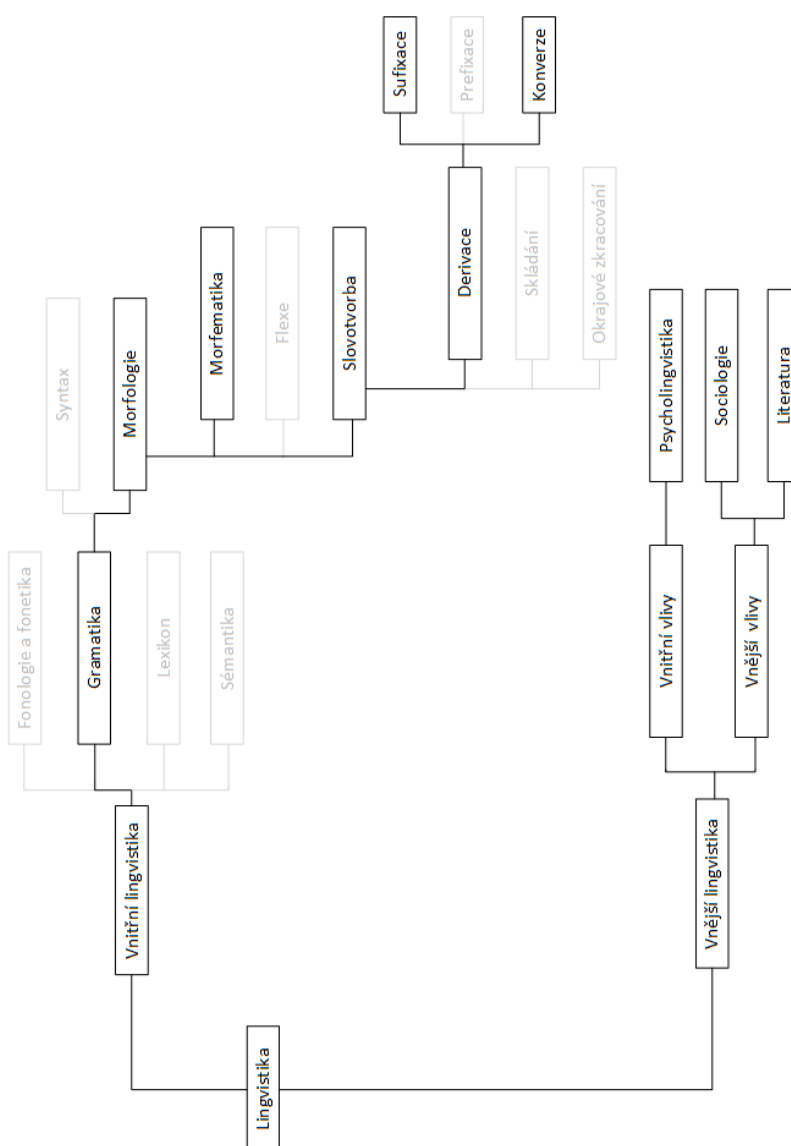 Lingvistika
Vnitřní lingvistika
Fonologie a fonetika
Gramatika
Syntax
Morfologie
Morfematika
Flexe
Slovotvorba
Derivace
Sufixace
Prefixace
Konverze
Skládání
Okrajové zkracování
Lexikon
Sémantika
Vnější lingvistika
Vnitřní vlivy
Psycholingvistika
Vnější vlivy
Sociologie
Literatura